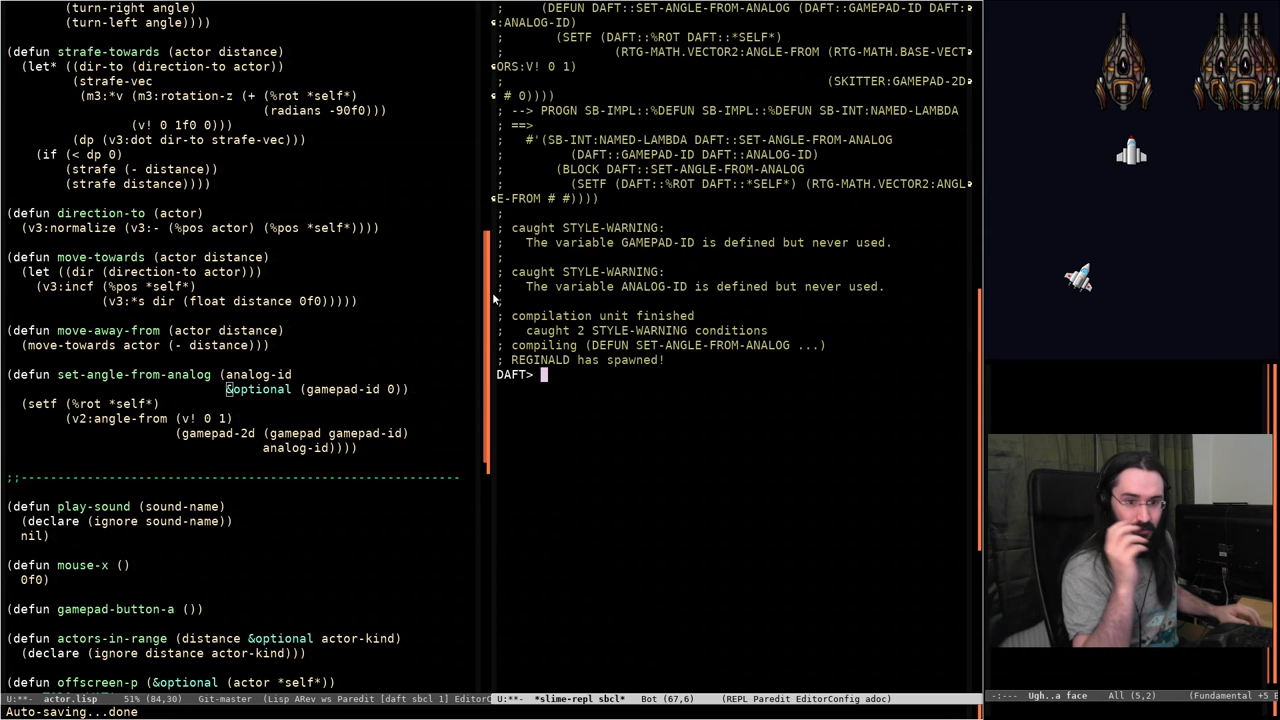 (turn-right angle)
(turn-left angle))))
(defun strafe-towards (actor distance)
(let* ((dir-to (direction-to actor))
(strafe-vec
(m3:*v (m3:rotation-z (+ (%rot *self*)
(radians -90f0)))
(v! 0 1f0 0)))
(dp (v3:dot dir-to strafe-vec)))
(if (< dp 0)
(strafe (- distance))
(strafe distance))))
(defun direction-to (actor)
(v3:normalize (v3:- (%pos actor) (%pos *self*))))
(defun move-towards (actor distance)
(let ((dir (direction-to actor)))
(v3:incf (%pos *self*)
(v3:*s dir (float distance 0f0)))))
(defun move-away-from (actor distance)
(move-towards actor (- distance)))
(defun set-angle-from-analog (analog-id
&optional (gamepad-id 0))
(setf (%rot *self*)
(v2:angle-from (v! 0 1)
(gamepad-2d (gamepad gamepad-id)
analog-id))))
;;------------------------------------------------------------
(defun play-sound (sound-name)
(declare (ignore sound-name))
nil)
(defun mouse-x ()
0f0)
(defun gamepad-button-a ())
(defun actors-in-range (distance &optional actor-kind)
(declare (ignore distance actor-kind)))
(defun offscreen-p (&optional (actor *self*))
U:**- actor.lisp 51% (84,30) Git-master (Lisp ARev ws Paredit [daft sbcl 1] EditorC
Auto-saving...done
; (DEFUN DAFT::SET-ANGLE-FROM-ANALOG (DAFT::GAMEPAD-ID DAFT:
:ANALOG-ID)
; (SETF (DAFT::%ROT DAFT::*SELF*)
; (RTG-MATH.VECTOR2:ANGLE-FROM (RTG-MATH.BASE-VECT
ORS:V! 0 1)
; (SKITTER:GAMEPAD-2D
# 0))))
; --> PROGN SB-IMPL::%DEFUN SB-IMPL::%DEFUN SB-INT:NAMED-LAMBDA
; ==>
; #'(SB-INT:NAMED-LAMBDA DAFT::SET-ANGLE-FROM-ANALOG
; (DAFT::GAMEPAD-ID DAFT::ANALOG-ID)
; (BLOCK DAFT::SET-ANGLE-FROM-ANALOG
; (SETF (DAFT::%ROT DAFT::*SELF*) (RTG-MATH.VECTOR2:ANGL
E-FROM # #))))
;
; caught STYLE-WARNING:
; The variable GAMEPAD-ID is defined but never used.
;
; caught STYLE-WARNING:
; The variable ANALOG-ID is defined but never used.
;
; compilation unit finished
; caught 2 STYLE-WARNING conditions
; compiling (DEFUN SET-ANGLE-FROM-ANALOG ...)
; REGINALD has spawned!
DAFT>
U:**- *slime-repl sbcl* Bot (67,6) (REPL Paredit EditorConfig adoc)
-:--- Ugh..a face All (5,2) (Fundamental +5 E